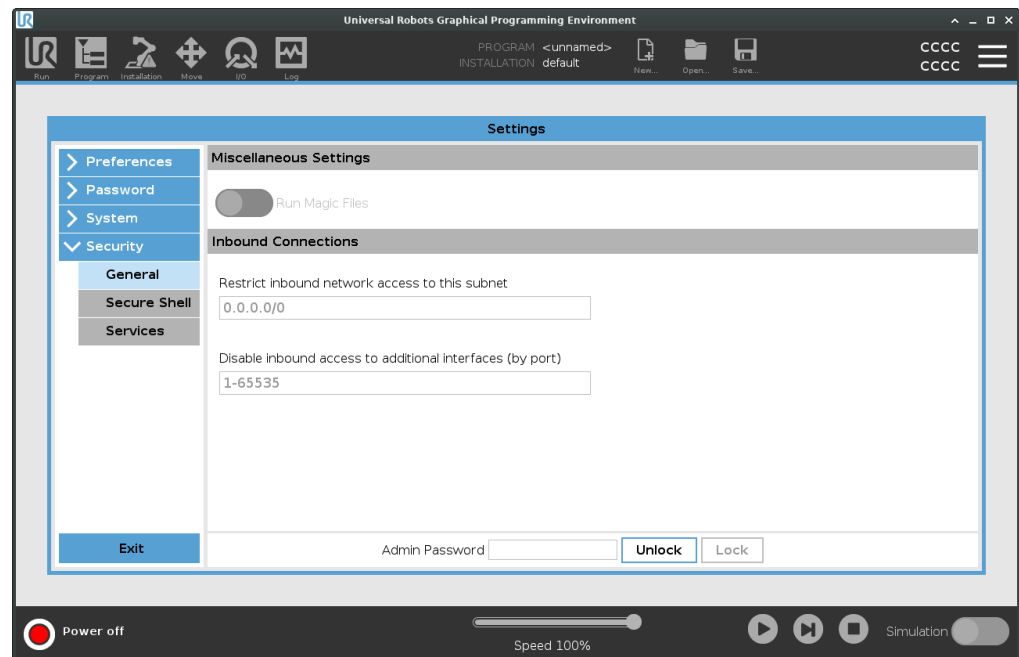 Universal Robots Graphical Programming Environment
UR
Run
Program
Installation
Move
I/O
Log
PROGRAM <unnamed>
INSTALLATION default
New...
Open...
Save...
CCCC
CCCC
Settings
Preferences
Password
System
Security
General
Secure Shell
Services
Exit
Miscellaneous Settings
Run Magic Files
Inbound Connections
Restrict inbound network access to this subnet
0.0.0.0/0
Disable inbound access to additional interfaces (by port)
1-65535
Admin Password
Unlock
Lock
Power off
Speed 100%
Simulation